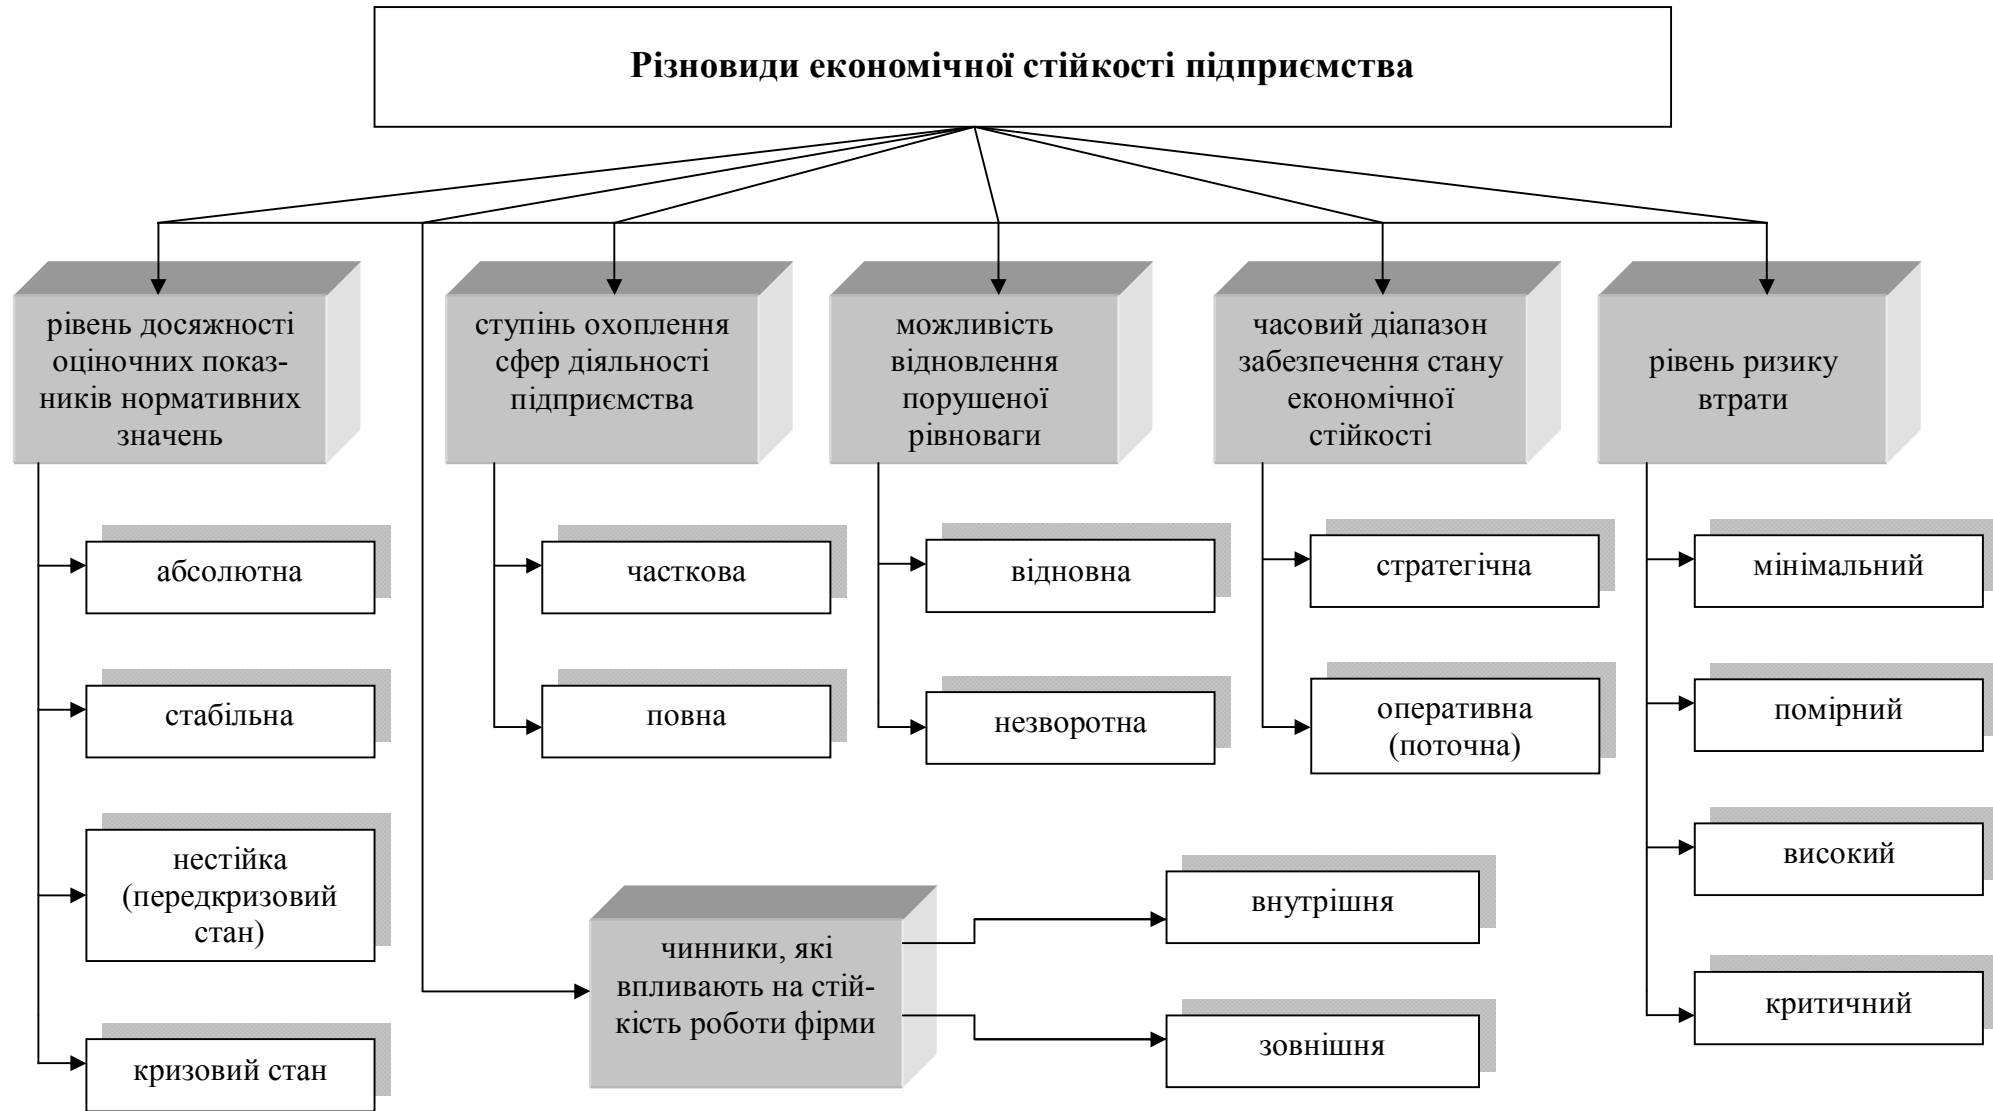 Різновиди економічної стійкості підприємства
рівень досяжності
оціночних показ-
ників нормативних
значень
ступінь охоплення
сфер діяльності
підприємства
можливість
відновлення
порушеної
рівноваги
часовий діапазон
забезпечення стану
економічної
стійкості
рівень ризику
втрати
абсолютна
стабільна
нестійка
(передкризовий
стан)
кризовий стан
часткова
повна
відновна
незворотна
стратегічна
оперативна
(поточна)
мінімальний
помірний
високий
критичний
чинники, які
впливають на стій-
кість роботи фірми
внутрішня
зовнішня